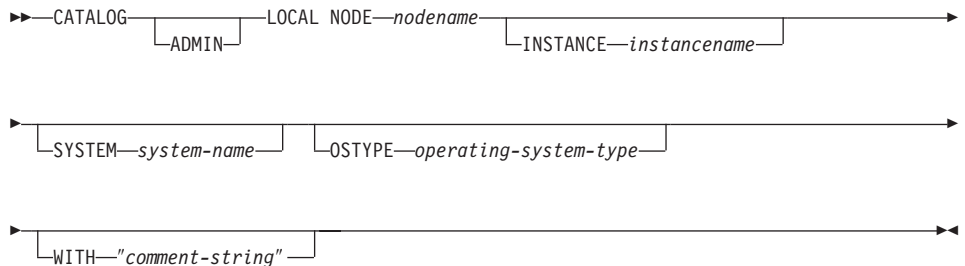 CATALOG LOCAL NODE nodename
ADMIN INSTANCE instancename
SYSTEM system-name OSTYPE operating-system-type
WITH "comment-string"